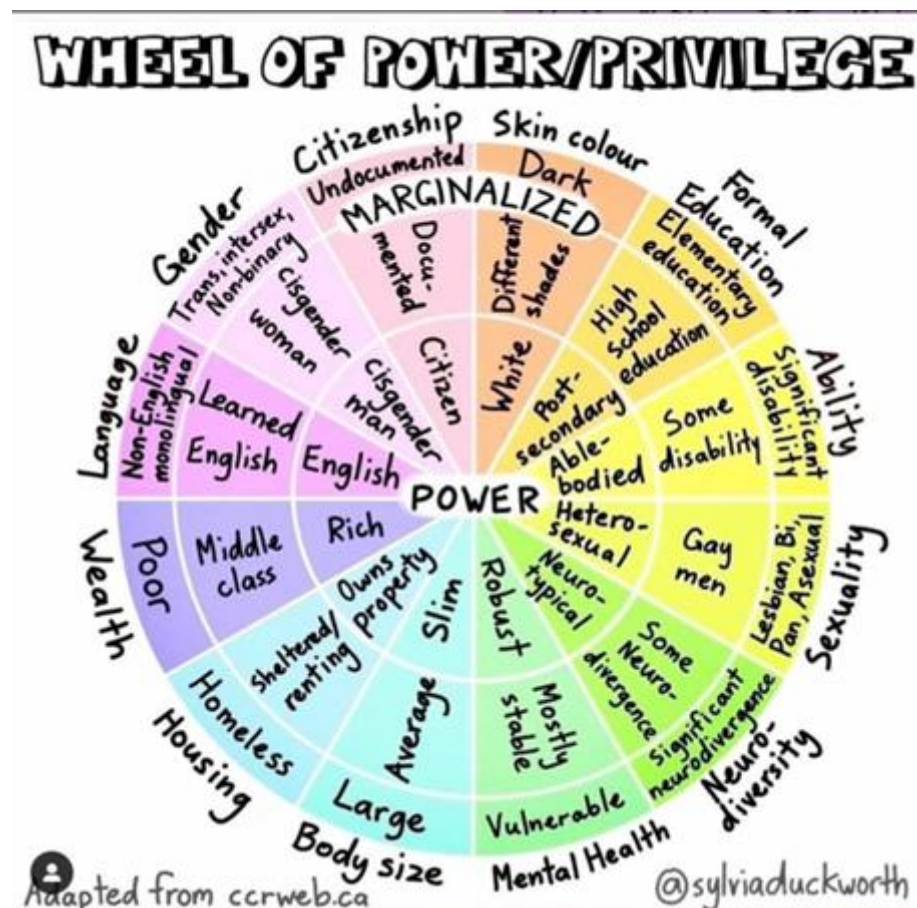 WHEEL OF POWER/PRIVILEGE
Citizenship
Undocumented
Docu-
mented
Citizen
Skin colour
Dark
Different
shades
White
Formal
Education
Elementary
education
High
School
education
Post-
secondary
Ability
Significant
disability
Some
disability
Able-
bodied
Sexuality
Lesbian, Bi,
Pan, Asexual
Gay
men
Hetero-
sexual
Neuro-
diversity
Significant
neurodivergence
Some
Neuro-
divergence
Neuro-
typical
Mental Health
Vulnerable
Mostly
stable
Robust
Body size
Large
Average
Slim
Housing
Homeless
Sheltered/
renting
Owns
property
Wealth
Poor
Middle
class
Rich
Language
Non-English
monolingual
Learned
English
English
Gender
Trans, intersex,
Non-binary
cisgender
woman
cisgender
man
MARGINALIZED
POWER
Adapted from ccrweb.ca
@sylviaduckworth